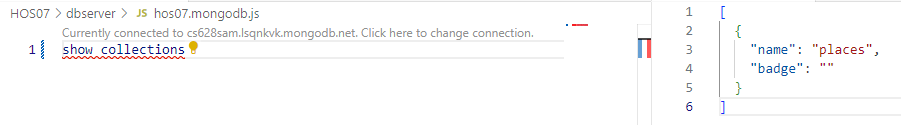 HOS07 > dbserver > JS hos07.mongodb.js
Currently connected to cs628sam.lsqnkvk.mongodb.net. Click here to change connection.
1 show collections
1 [
2 {
3 "name": "places",
4 "badge": ""
5 }
6 ]